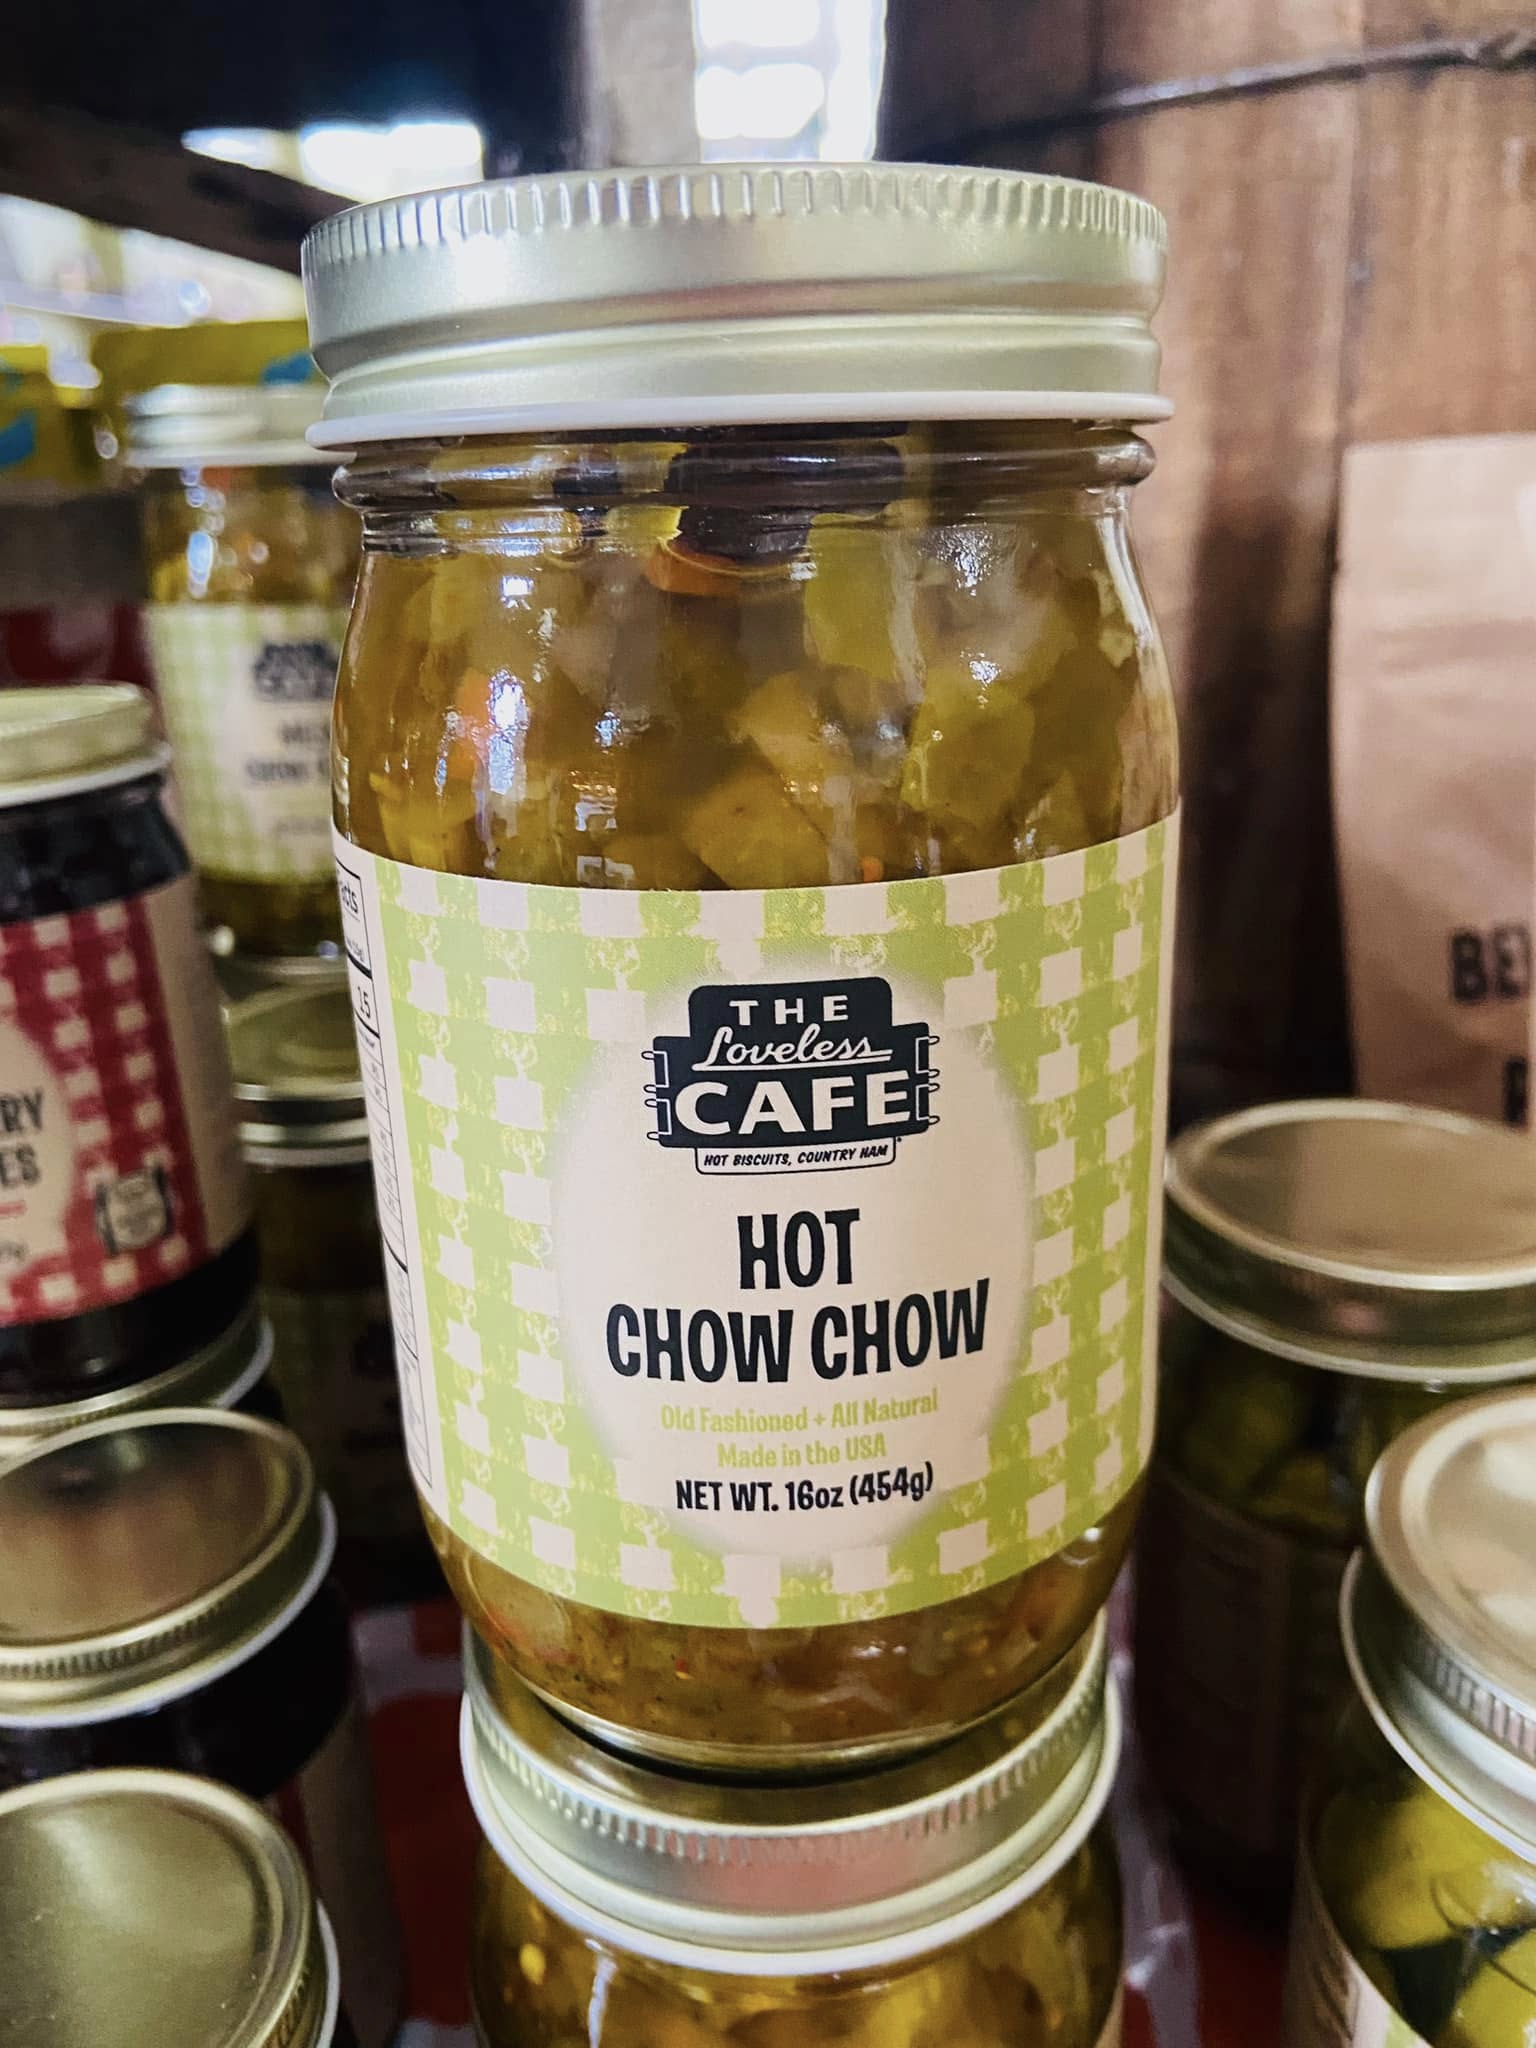 THE
Loveless
CAFE
HOT BISCUITS, COUNTRY HAM
HOT
CHOW CHOW
Old Fashioned + All Natural
Made in the USA
NET WT. 16oz (454g)